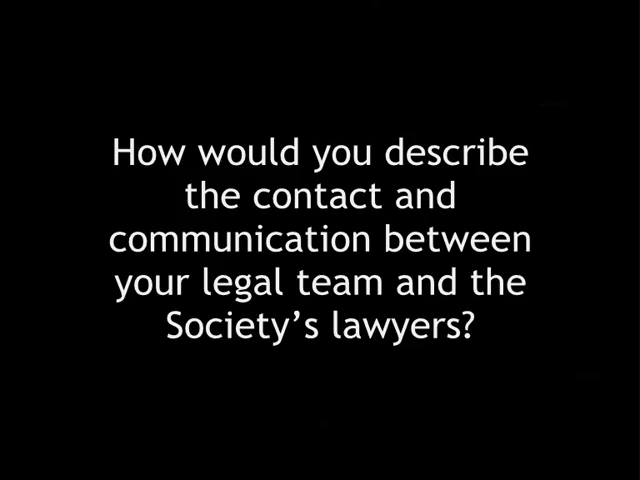 How would you describe
the contact and
communication between
your legal team and the
Society’s lawyers?